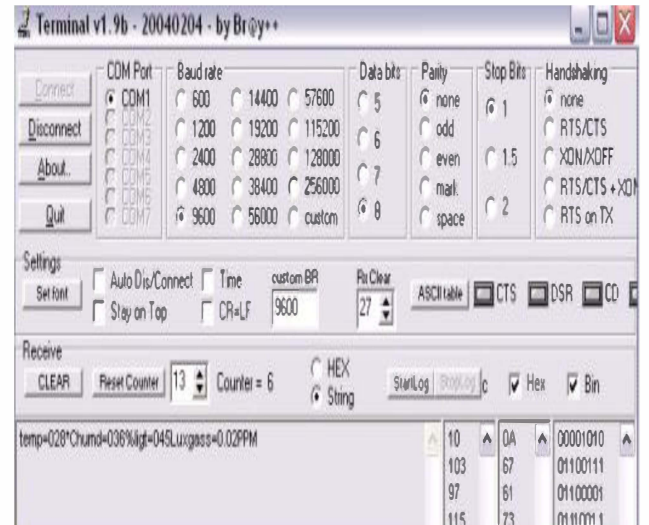 Terminal v1.9b - 20040204 - by Br@y++
Connect
Disconnect
About..
Quit
COM Port
COM1
COM2
COM3
COM4
COM5
COM6
COM7
Baud rate
600 14400 57600
1200 19200 115200
2400 28800 128000
4800 38400 256000
9600 56000 custom
Data bits
5
6
7
8
Parity
none
odd
even
mark
space
Stop Bits
1
1.5
2
Handshaking
none
RTS/CTS
XON/XOFF
RTS/CTS + XON
RTS on TX
Settings
Set font
Auto Dis/Connect Time
Stay on Top CR=LF
custom BR
9600
Rx Clear
27
ASCII table CTS DSR CD
Receive
CLEAR Reset Counter 13 Counter = 6
HEX
String
StartLog StopLog c Hex Bin
temp=028*Chumd=036%ligt=045Luxgass=0.02PPM
10 0A 00001010
103 67 01100111
97 61 01100001
115 73 01110011